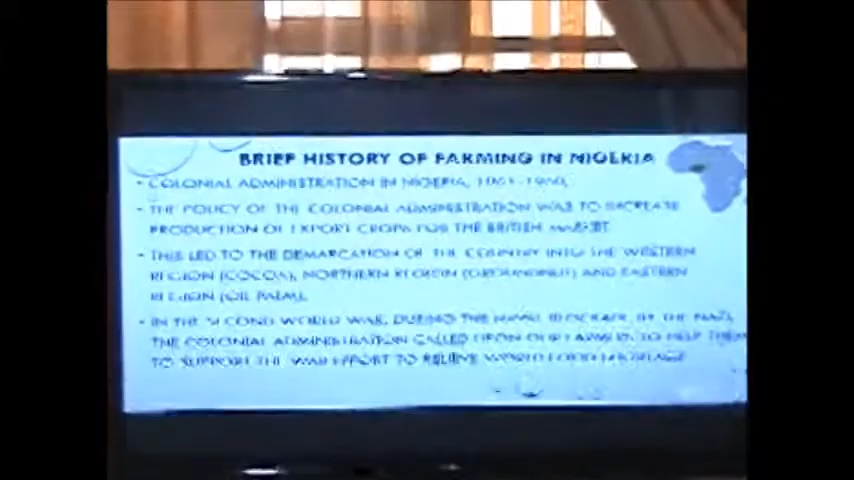 BRIEF HISTORY OF FARMING IN NIGERIA
• COLONIAL ADMINISTRATION IN NIGERIA, 1861-1960,
• THE POLICY OF THE COLONIAL ADMINISTRATION WAS TO INCREASE
PRODUCTION OF EXPORT CROPS FOR THE BRITISH MARKET
• THIS LED TO THE DEMARCATION OF THE COUNTRY INTO THE WESTERN
REGION (COCOA), NORTHERN REGION (GROUNDNUT) AND EASTERN
REGION (OIL PALM).
• IN THE SECOND WORLD WAR, DURING THE NAVAL BLOCKADE BY THE NAZI,
THE COLONIAL ADMINISTRATION CALLED UPON OUR FARMERS TO HELP THEM
TO SUPPORT THE WAR EFFORT TO RELIEVE WORLD FOOD SHORTAGE